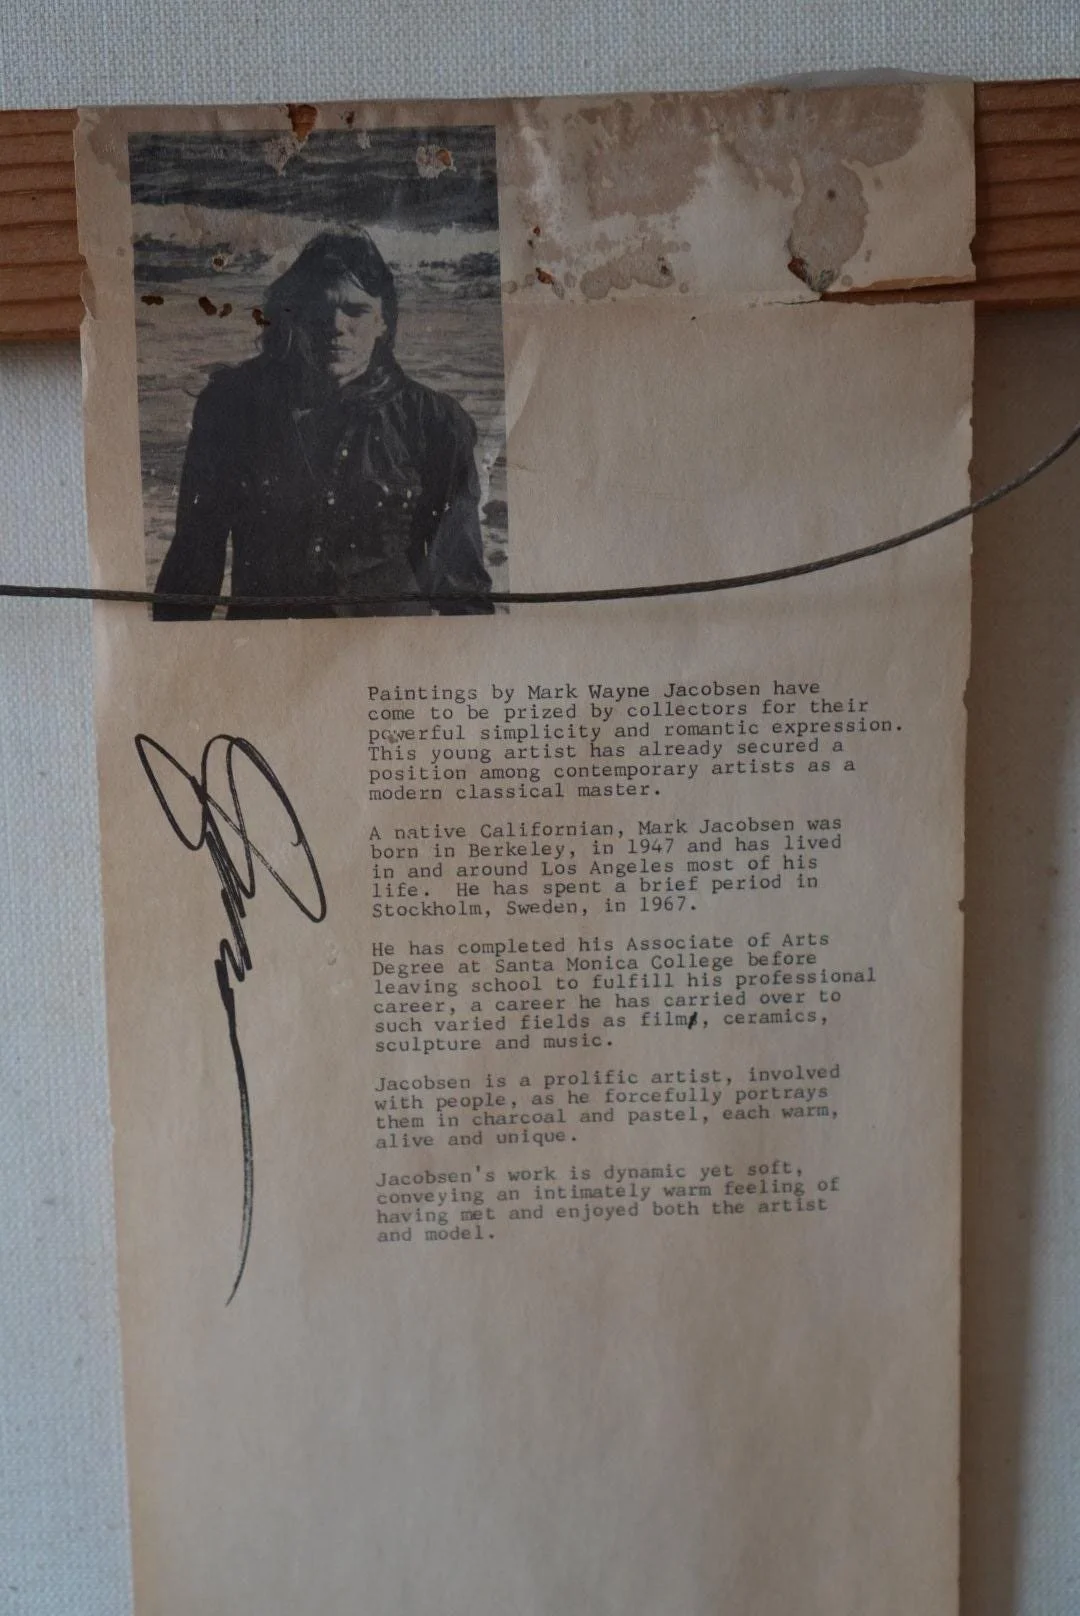 Paintings by Mark Wayne Jacobsen have
come to be prized by collectors for their
powerful simplicity and romantic expression.
This young artist has already secured a
position among contemporary artists as a
modern classical master.
A native Californian, Mark Jacobsen was
born in Berkeley, in 1947 and has lived
in and around Los Angeles most of his
life. He has spent a brief period in
Stockholm, Sweden, in 1967.
He has completed his Associate of Arts
Degree at Santa Monica College before
leaving school to fulfill his professional
career, a career he has carried over to
such varied fields as film, ceramics,
sculpture and music.
Jacobsen is a prolific artist, involved
with people, as he forcefully portrays
them in charcoal and pastel, each warm,
alive and unique.
Jacobsen's work is dynamic yet soft,
conveying an intimately warm feeling of
having met and enjoyed both the artist
and model.